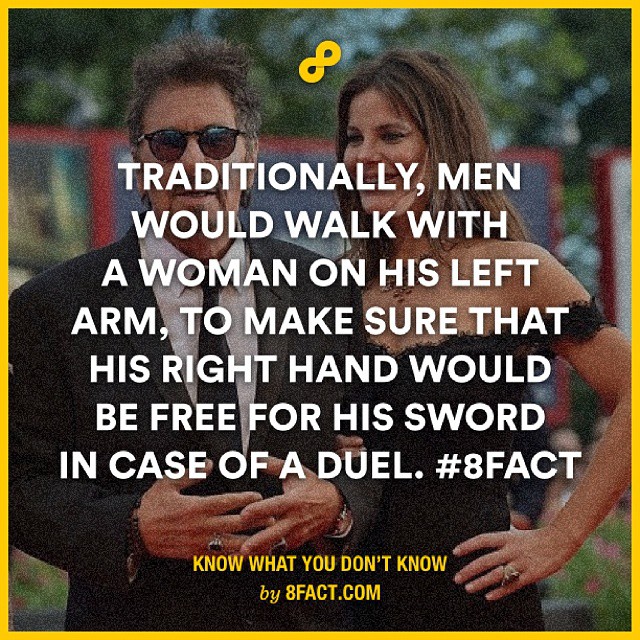 TRADITIONALLY, MEN
WOULD WALK WITH
A WOMAN ON HIS LEFT
ARM, TO MAKE SURE THAT
HIS RIGHT HAND WOULD
BE FREE FOR HIS SWORD
IN CASE OF A DUEL. #8FACT
KNOW WHAT YOU DON'T KNOW
by 8FACT.COM